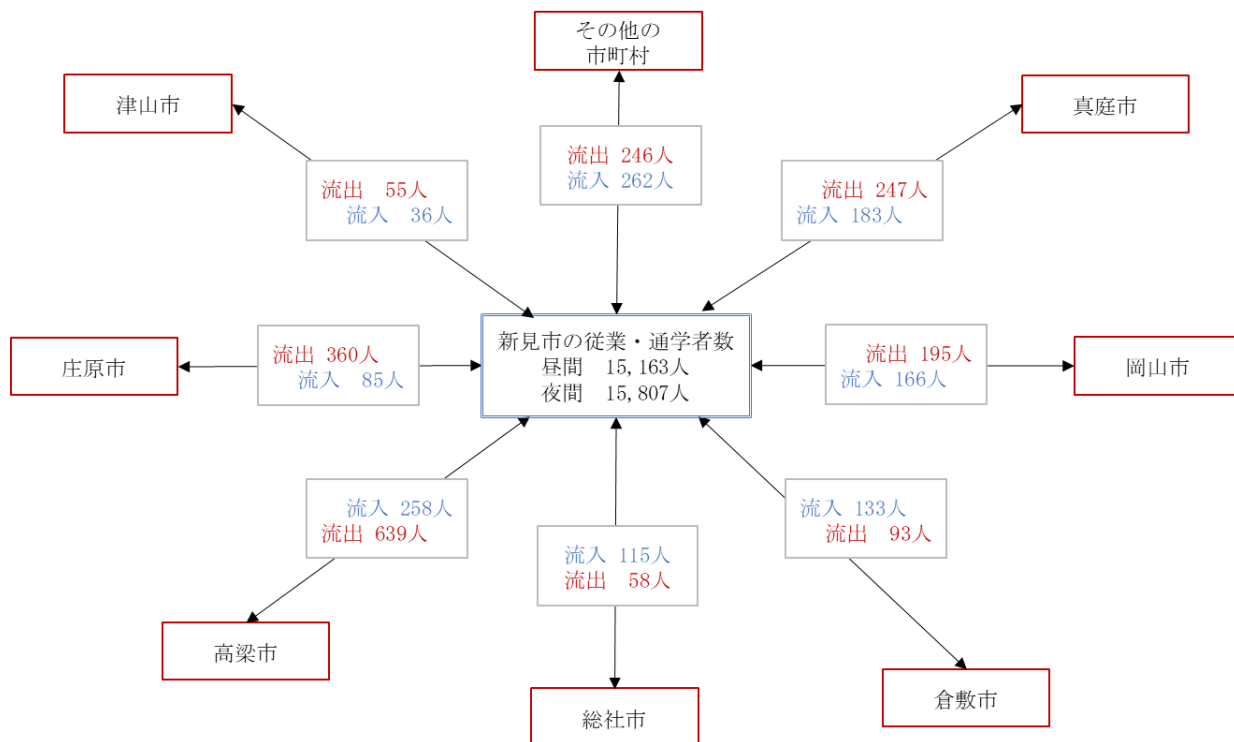 その他の
市町村
津山市
真庭市
流出 246人
流入 262人
流出 55人
流入 36人
流出 247人
流入 183人
新見市の従業・通学者数
昼間 15,163人
夜間 15,807人
庄原市
流出 360人
流入 85人
流出 195人
流入 166人
岡山市
流入 258人
流出 639人
流入 115人
流出 58人
流入 133人
流出 93人
高梁市
総社市
倉敷市